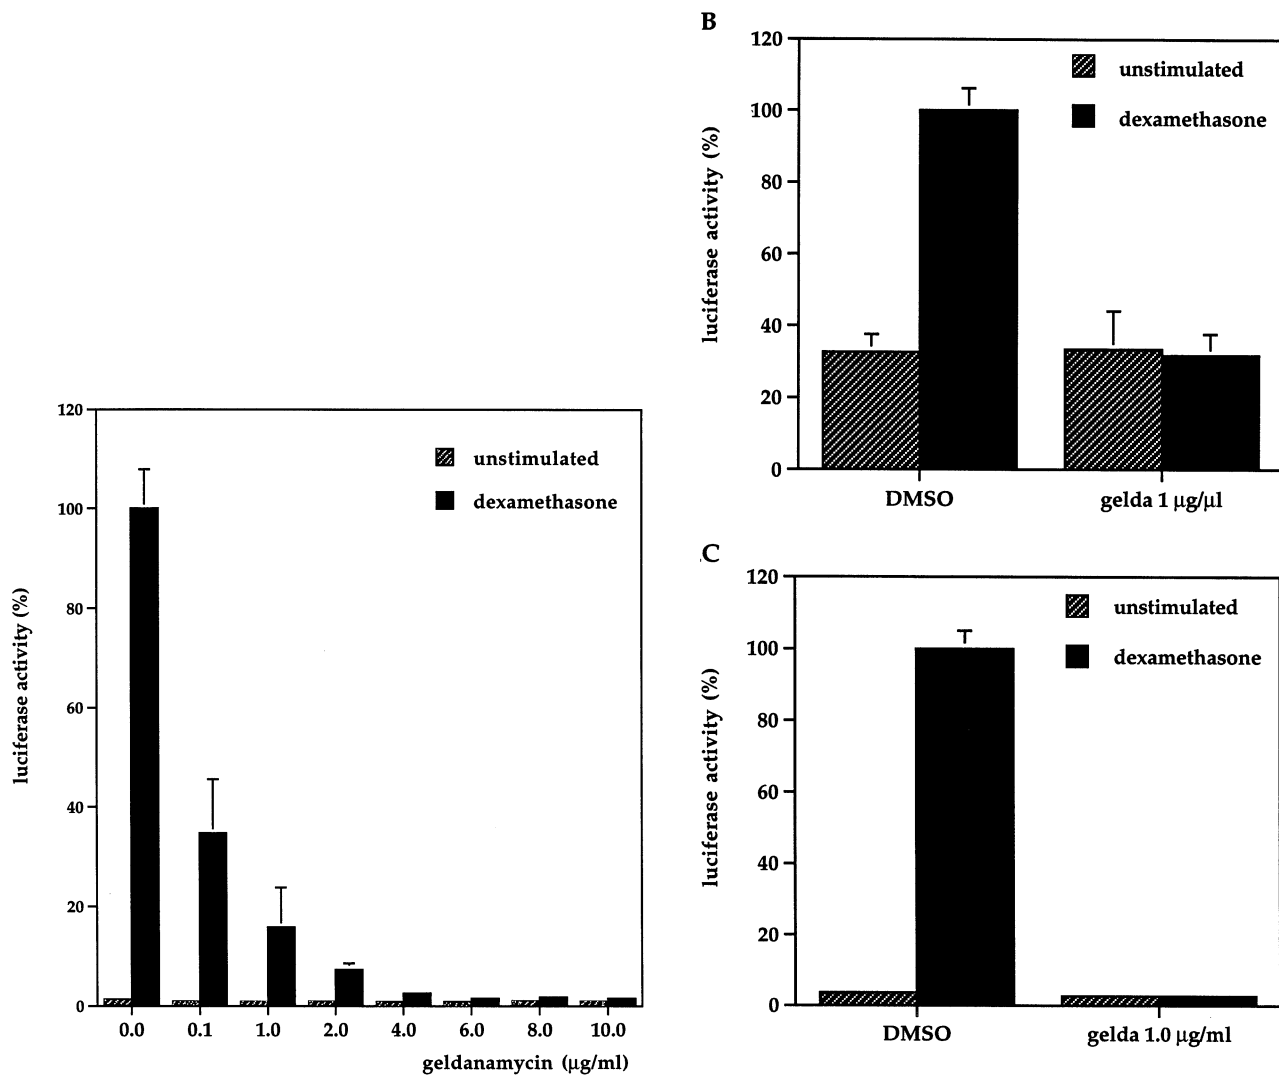 B
120
100
80
60
40
20
0
luciferase activity (%)
unstimulated
dexamethasone
DMSO
gelda 1 μg/μl
120
100
80
60
40
20
0
luciferase activity (%)
unstimulated
dexamethasone
0.0 0.1 1.0 2.0 4.0 6.0 8.0 10.0
geldanamycin (μg/ml)
C
120
100
80
60
40
20
0
luciferase activity (%)
unstimulated
dexamethasone
DMSO
gelda 1.0 μg/ml